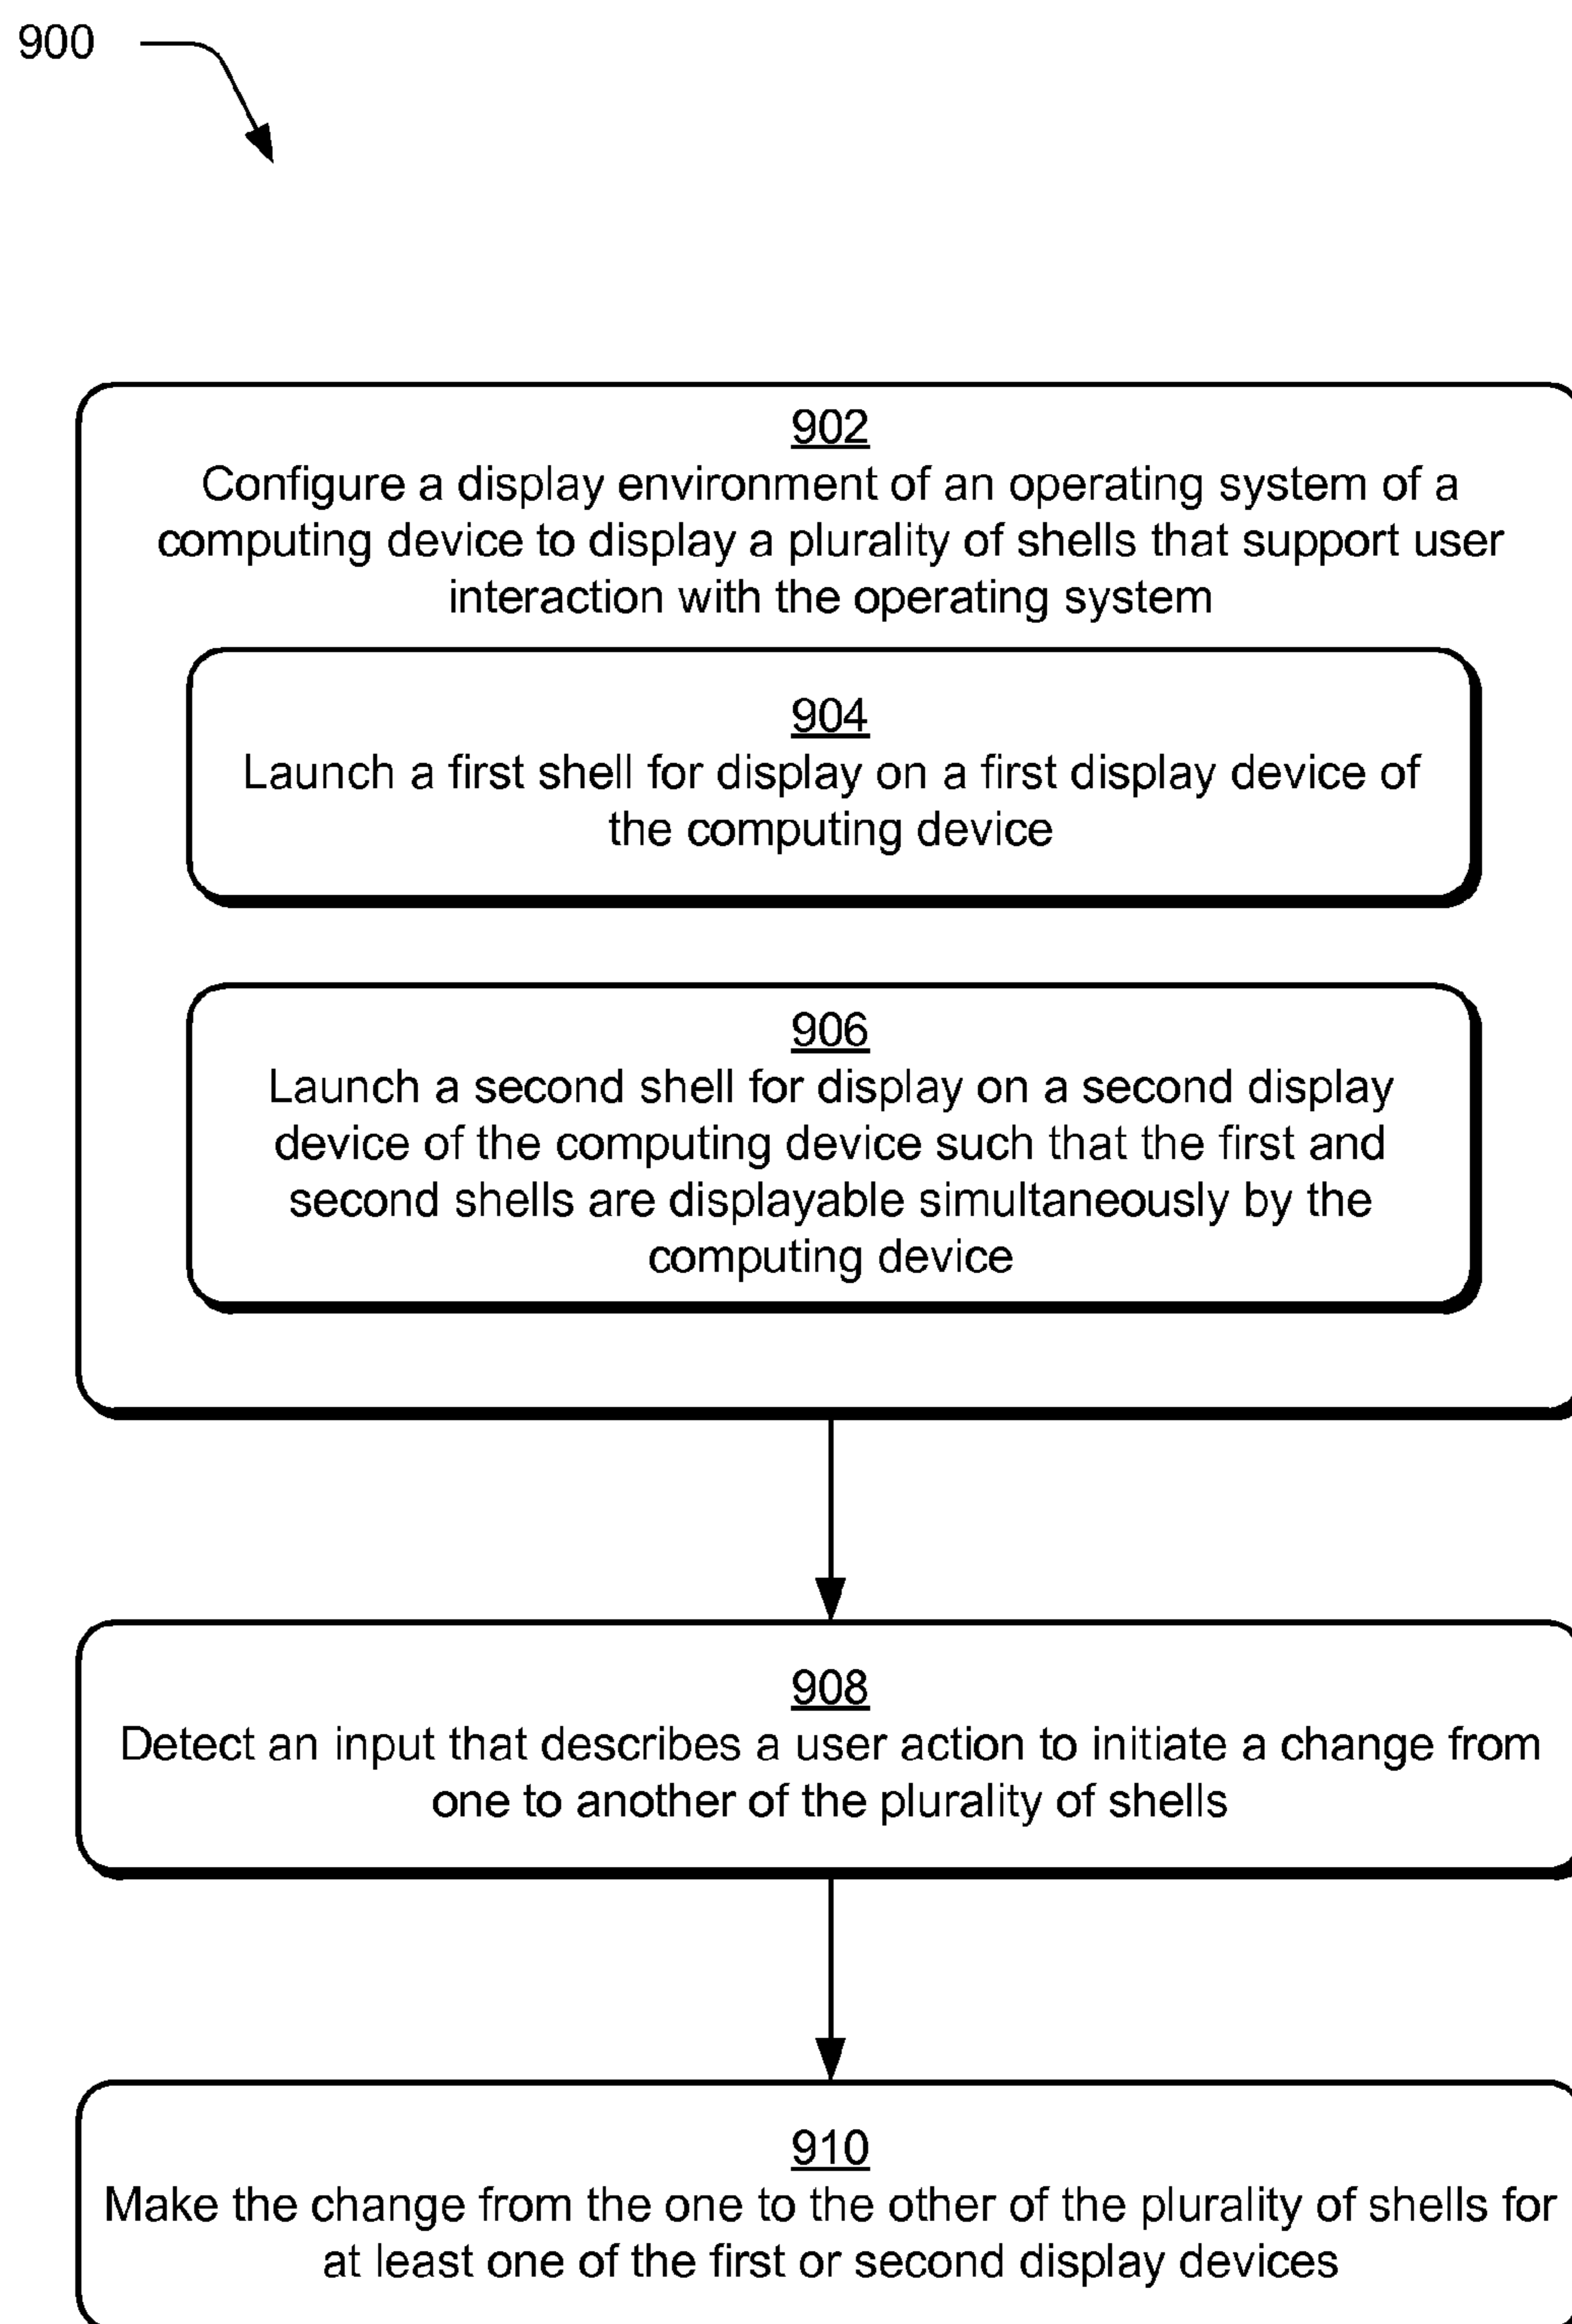 900
902
Configure a display environment of an operating system of a
computing device to display a plurality of shells that support user
interaction with the operating system
904
Launch a first shell for display on a first display device of
the computing device
906
Launch a second shell for display on a second display
device of the computing device such that the first and
second shells are displayable simultaneously by the
computing device
908
Detect an input that describes a user action to initiate a change from
one to another of the plurality of shells
910
Make the change from the one to the other of the plurality of shells for
at least one of the first or second display devices